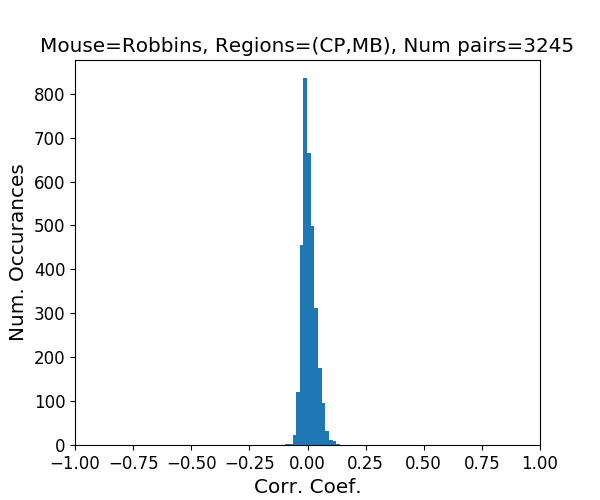 Mouse=Robbins, Regions=(CP,MB), Num pairs=3245
Num. Occurances
800
700
600
500
400
300
200
100
0
−1.00 −0.75 −0.50 −0.25 0.00 0.25 0.50 0.75 1.00
Corr. Coef.